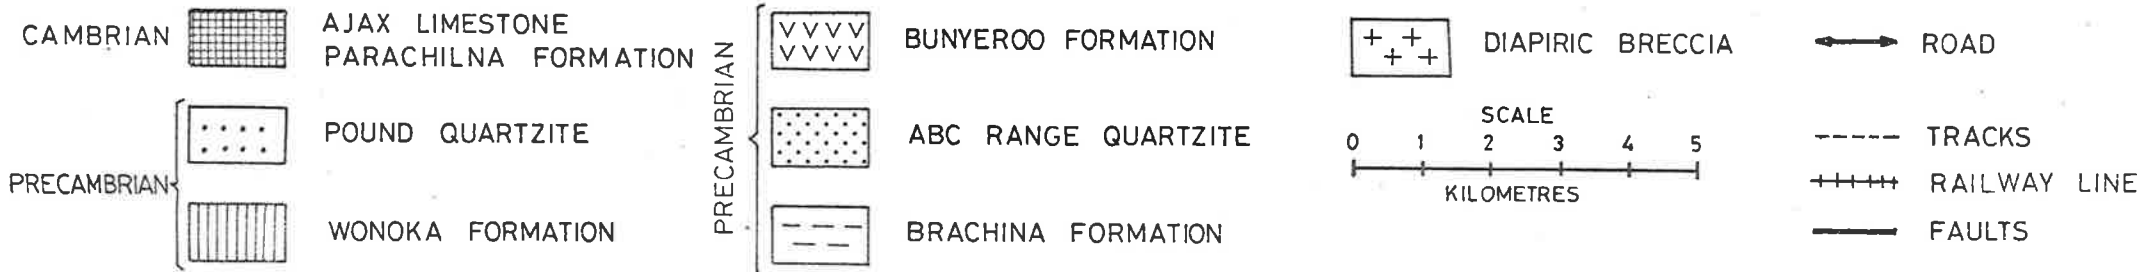 CAMBRIAN
AJAX LIMESTONE
PARACHILNA FORMATION
PRECAMBRIAN
POUND QUARTZITE
WONOKA FORMATION
PRECAMBRIAN
BUNYEROO FORMATION
ABC RANGE QUARTZITE
BRACHINA FORMATION
DIAPIRIC BRECCIA
SCALE
0 1 2 3 4 5
KILOMETRES
ROAD
TRACKS
RAILWAY LINE
FAULTS